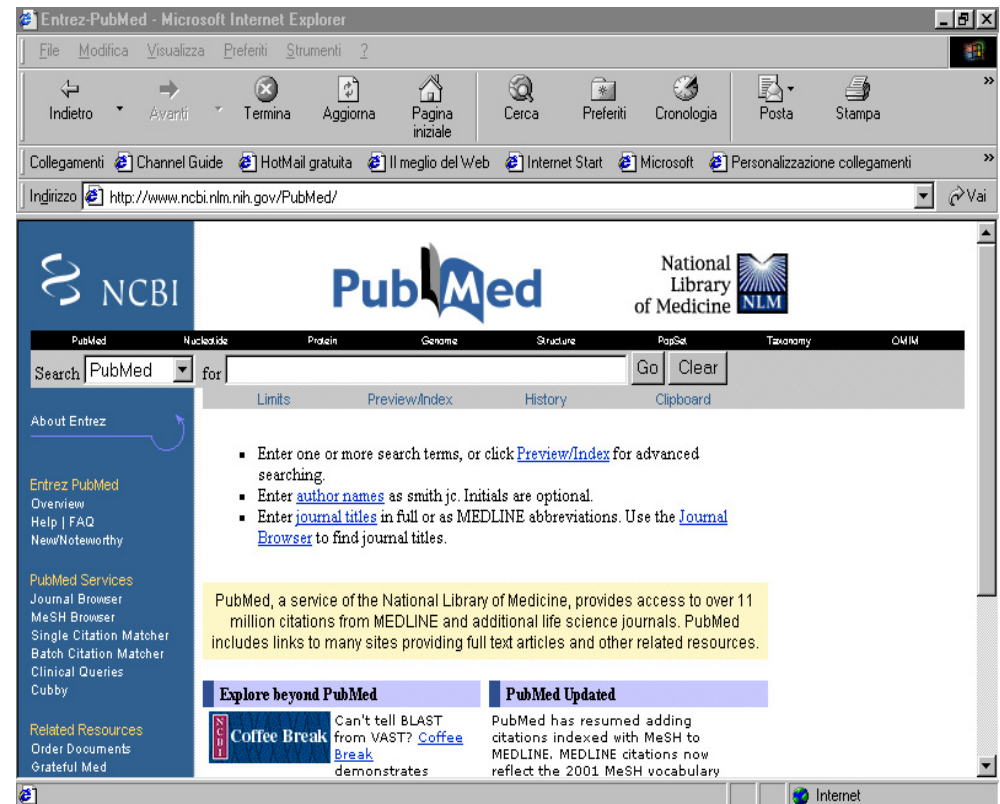 Entrez-PubMed - Microsoft Internet Explorer
File Modifica Visualizza Preferiti Strumenti ?
Indietro Avanti Termina Aggiorna Pagina iniziale Cerca Preferiti Cronologia Posta Stampa »
Collegamenti Channel Guide HotMail gratuita Il meglio del Web Internet Start Microsoft Personalizzazione collegamenti »
Indirizzo http://www.ncbi.nlm.nih.gov/PubMed/ Vai
NCBI
PubMed
National
Library
of Medicine NLM
PubMed Nucleotide Protein Genome Structure PopSet Taxonomy OMIM
Search PubMed for Go Clear
Limits Preview/Index History Clipboard
About Entrez
Entrez PubMed
Overview
Help | FAQ
New/Noteworthy
PubMed Services
Journal Browser
MeSH Browser
Single Citation Matcher
Batch Citation Matcher
Clinical Queries
Cubby
Related Resources
Order Documents
Grateful Med
▪ Enter one or more search terms, or click Preview/Index for advanced
searching.
▪ Enter author names as smith jc. Initials are optional.
▪ Enter journal titles in full or as MEDLINE abbreviations. Use the Journal
Browser to find journal titles.
PubMed, a service of the National Library of Medicine, provides access to over 11
million citations from MEDLINE and additional life science journals. PubMed
includes links to many sites providing full text articles and other related resources.
Explore beyond PubMed
NCBI Coffee Break
Can't tell BLAST
from VAST? Coffee
Break
demonstrates
PubMed Updated
PubMed has resumed adding
citations indexed with MeSH to
MEDLINE. MEDLINE citations now
reflect the 2001 MeSH vocabulary
Internet